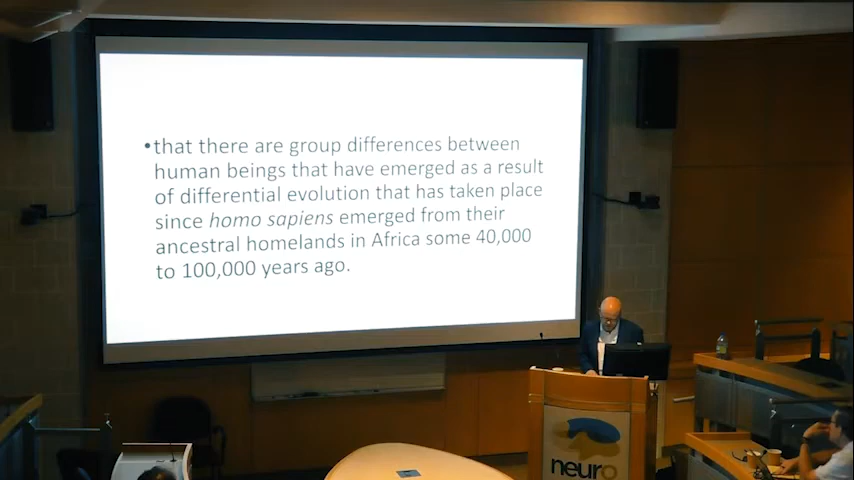 •that there are group differences between
human beings that have emerged as a result
of differential evolution that has taken place
since homo sapiens emerged from their
ancestral homelands in Africa some 40,000
to 100,000 years ago.
neuro